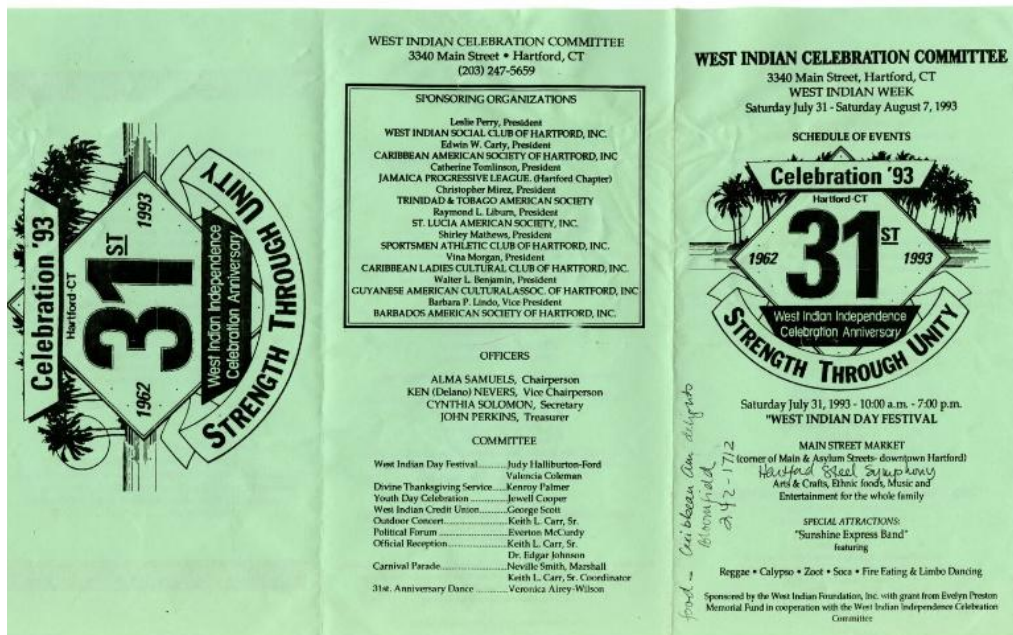 Celebration '93
Hartford-CT
31ST
1962 1993
West Indian Independence
Celebration Anniversary
STRENGTH THROUGH UNITY
WEST INDIAN CELEBRATION COMMITTEE
3340 Main Street • Hartford, CT
(203) 247-5659
SPONSORING ORGANIZATIONS
Leslie Perry, President
WEST INDIAN SOCIAL CLUB OF HARTFORD, INC.
Edwin W. Carty, President
CARIBBEAN AMERICAN SOCIETY OF HARTFORD, INC
Catherine Tomlinson, President
JAMAICA PROGRESSIVE LEAGUE. (Hartford Chapter)
Christopher Mirez, President
TRINIDAD & TOBAGO AMERICAN SOCIETY
Raymond L. Liburn, President
ST. LUCIA AMERICAN SOCIETY, INC.
Shirley Mathews, President
SPORTSMEN ATHLETIC CLUB OF HARTFORD, INC.
Vina Morgan, President
CARIBBEAN LADIES CULTURAL CLUB OF HARTFORD, INC.
Walter L. Benjamin, President
GUYANESE AMERICAN CULTURALASSOC. OF HARTFORD, INC
Barbara P. Lindo, Vice President
BARBADOS AMERICAN SOCIETY OF HARTFORD, INC.
OFFICERS
ALMA SAMUELS, Chairperson
KEN (Delano) NEVERS, Vice Chairperson
CYNTHIA SOLOMON, Secretary
JOHN PERKINS, Treasurer
COMMITTEE
West Indian Day Festival..........Judy Halliburton-Ford
Valencia Coleman
Divine Thanksgiving Service.....Kenroy Palmer
Youth Day Celebration............Jewell Cooper
West Indian Credit Union.........George Scott
Outdoor Concert.....................Keith L. Carr, Sr.
Political Forum.......................Everton McCurdy
Official Reception....................Keith L. Carr, Sr.
Dr. Edgar Johnson
Carnival Parade......................Neville Smith, Marshall
Keith L. Carr, Sr. Coordinator
31st. Anniversary Dance..........Veronica Airey-Wilson
WEST INDIAN CELEBRATION COMMITTEE
3340 Main Street, Hartford, CT
WEST INDIAN WEEK
Saturday July 31 - Saturday August 7, 1993
SCHEDULE OF EVENTS
Celebration '93
Hartford-CT
31ST
1962 1993
West Indian Independence
Celebration Anniversary
STRENGTH THROUGH UNITY
Saturday July 31, 1993 - 10:00 a.m. - 7:00 p.m.
"WEST INDIAN DAY FESTIVAL
MAIN STREET MARKET
(corner of Main & Asylum Streets- downtown Hartford)
Hartford Steel Symphony
Arts & Crafts, Ethnic foods, Music and
Entertainment for the whole family
SPECIAL ATTRACTIONS:
"Sunshine Express Band"
featuring
Reggae • Calypso • Zoot • Soca • Fire Eating & Limbo Dancing
Sponsored by the West Indian Foundation, Inc. with grant from Evelyn Preston
Memorial Fund in cooperation with the West Indian Independence Celebration
Committee
food - Caribbean Am delights
Bloomfield
242-1712